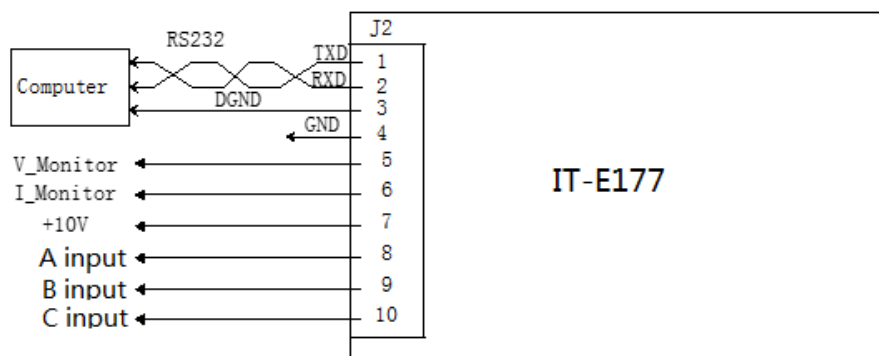 J2
RS232
TXD 1
Computer RXD 2
DGND 3
GND 4
V_Monitor 5
I_Monitor 6
+10V 7
A input 8
B input 9
C input 10
IT-E177